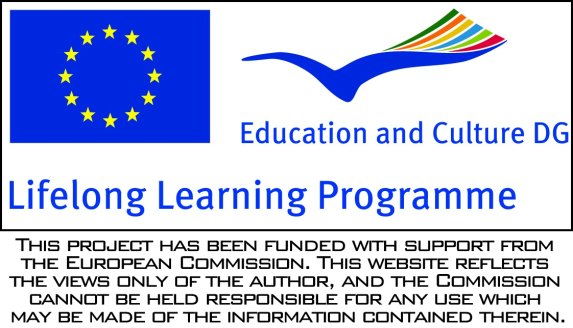 Education and Culture DG
Lifelong Learning Programme
THIS PROJECT HAS BEEN FUNDED WITH SUPPORT FROM
THE EUROPEAN COMMISSION. THIS WEBSITE REFLECTS
THE VIEWS ONLY OF THE AUTHOR, AND THE COMMISSION
CANNOT BE HELD RESPONSIBLE FOR ANY USE WHICH
MAY BE MADE OF THE INFORMATION CONTAINED THEREIN.